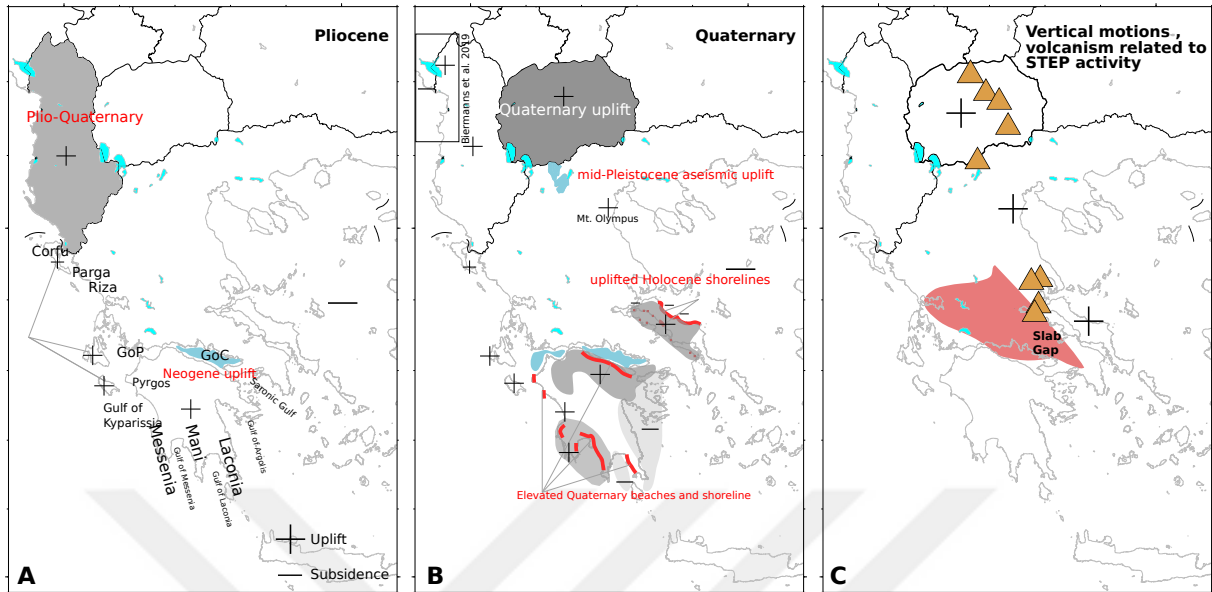 Pliocene
Plio-Quaternary
Corfu
Parga
Riza
GoP
GoC
Neogene uplift
Pyrgos
Saronic Gulf
Gulf of
Kyparissia
Messenia
Mani
Laconia
Gulf of Messenia
Gulf of Laconia
Gulf of Argolis
Uplift
Subsidence
A
Quaternary
Biermanns et al. 2019
Quaternary uplift
mid-Pleistocene aseismic uplift
Mt. Olympus
uplifted Holocene shorelines
Elevated Quaternary beaches and shoreline
B
Vertical motions ,
volcanism related to
STEP activity
Slab
Gap
C